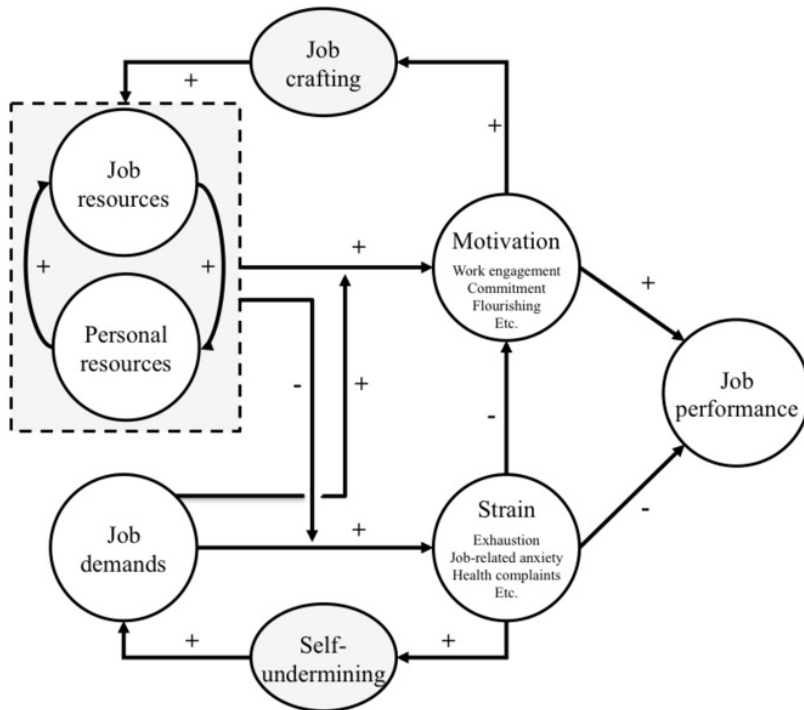 Job
crafting
+
+
Job
resources
+
+
Personal
resources
+
Motivation
Work engagement
Commitment
Flourishing
Etc.
+
-
+
-
Job
performance
Job
demands
+
Strain
Exhaustion
Job-related anxiety
Health complaints
Etc.
-
+
Self-
undermining
+